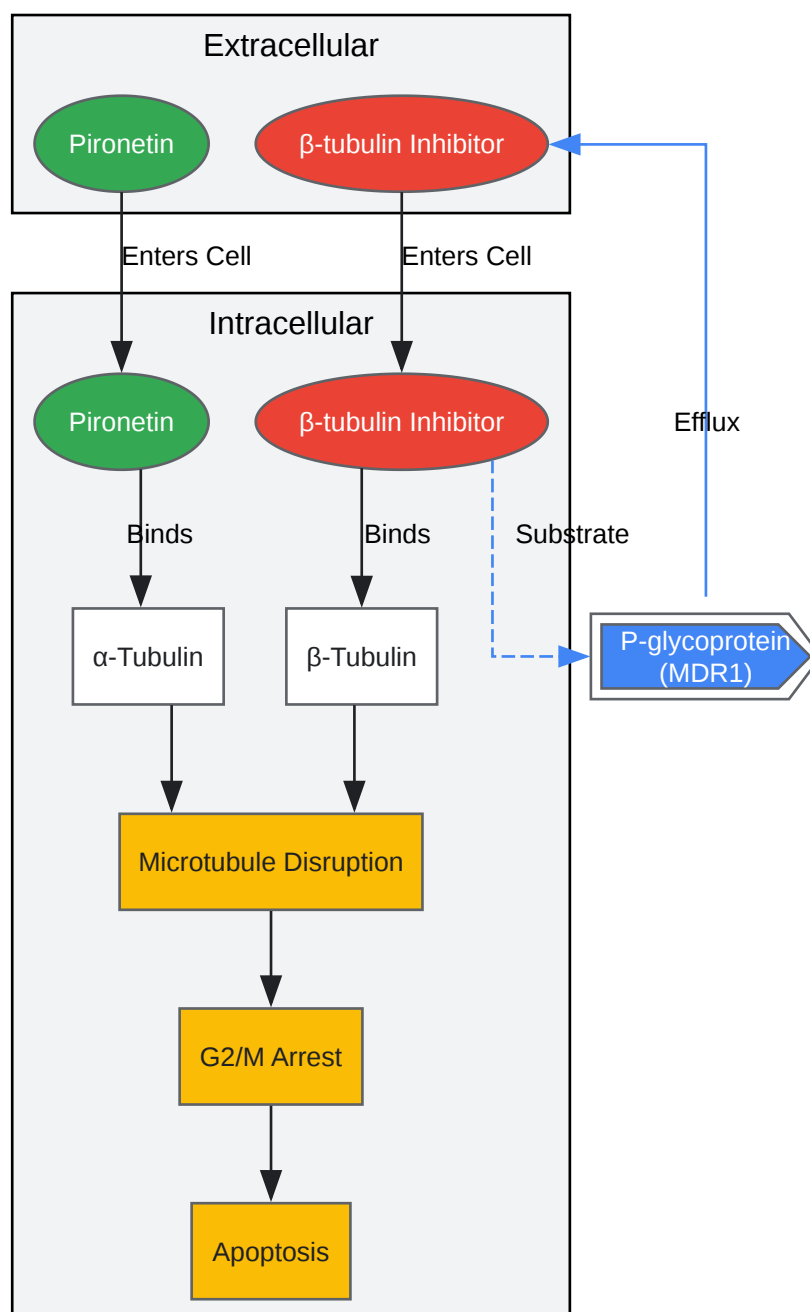 Extracellular
Pironetin
β-tubulin Inhibitor
Enters Cell
Enters Cell
Intracellular
Pironetin
β-tubulin Inhibitor
Efflux
Binds
Binds
Substrate
α-Tubulin
β-Tubulin
P-glycoprotein
(MDR1)
Microtubule Disruption
G2/M Arrest
Apoptosis